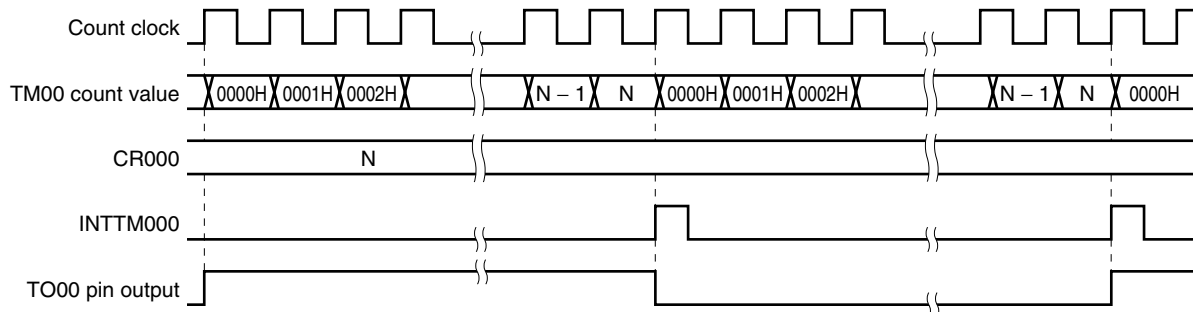 Count clock
TM00 count value 0000H 0001H 0002H N – 1 N 0000H 0001H 0002H N – 1 N 0000H
CR000 N
INTTM000
TO00 pin output